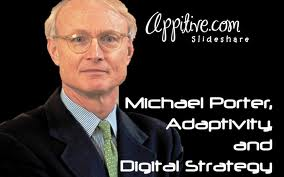 Appitive.com
Slideshare
Michael Porter,
Adaptivity,
and
Digital Strategy